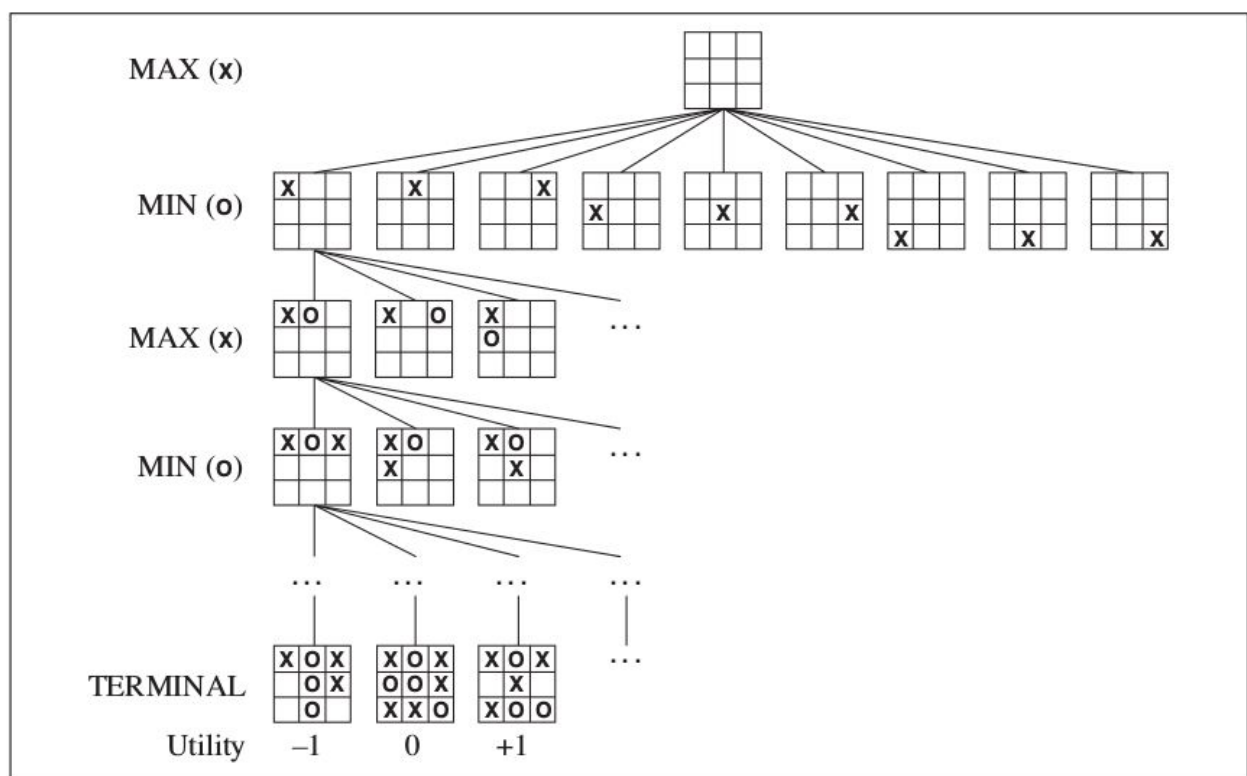 MAX (X)
MIN (O)
X X X X X X X X X
MAX (X)
X O X O X
O
...
MIN (O)
X O X X O X O
X X
...
... ... ... ...
TERMINAL
X O X X O X X O X
O X O O X X
O X X O X O O
...
Utility –1 0 +1